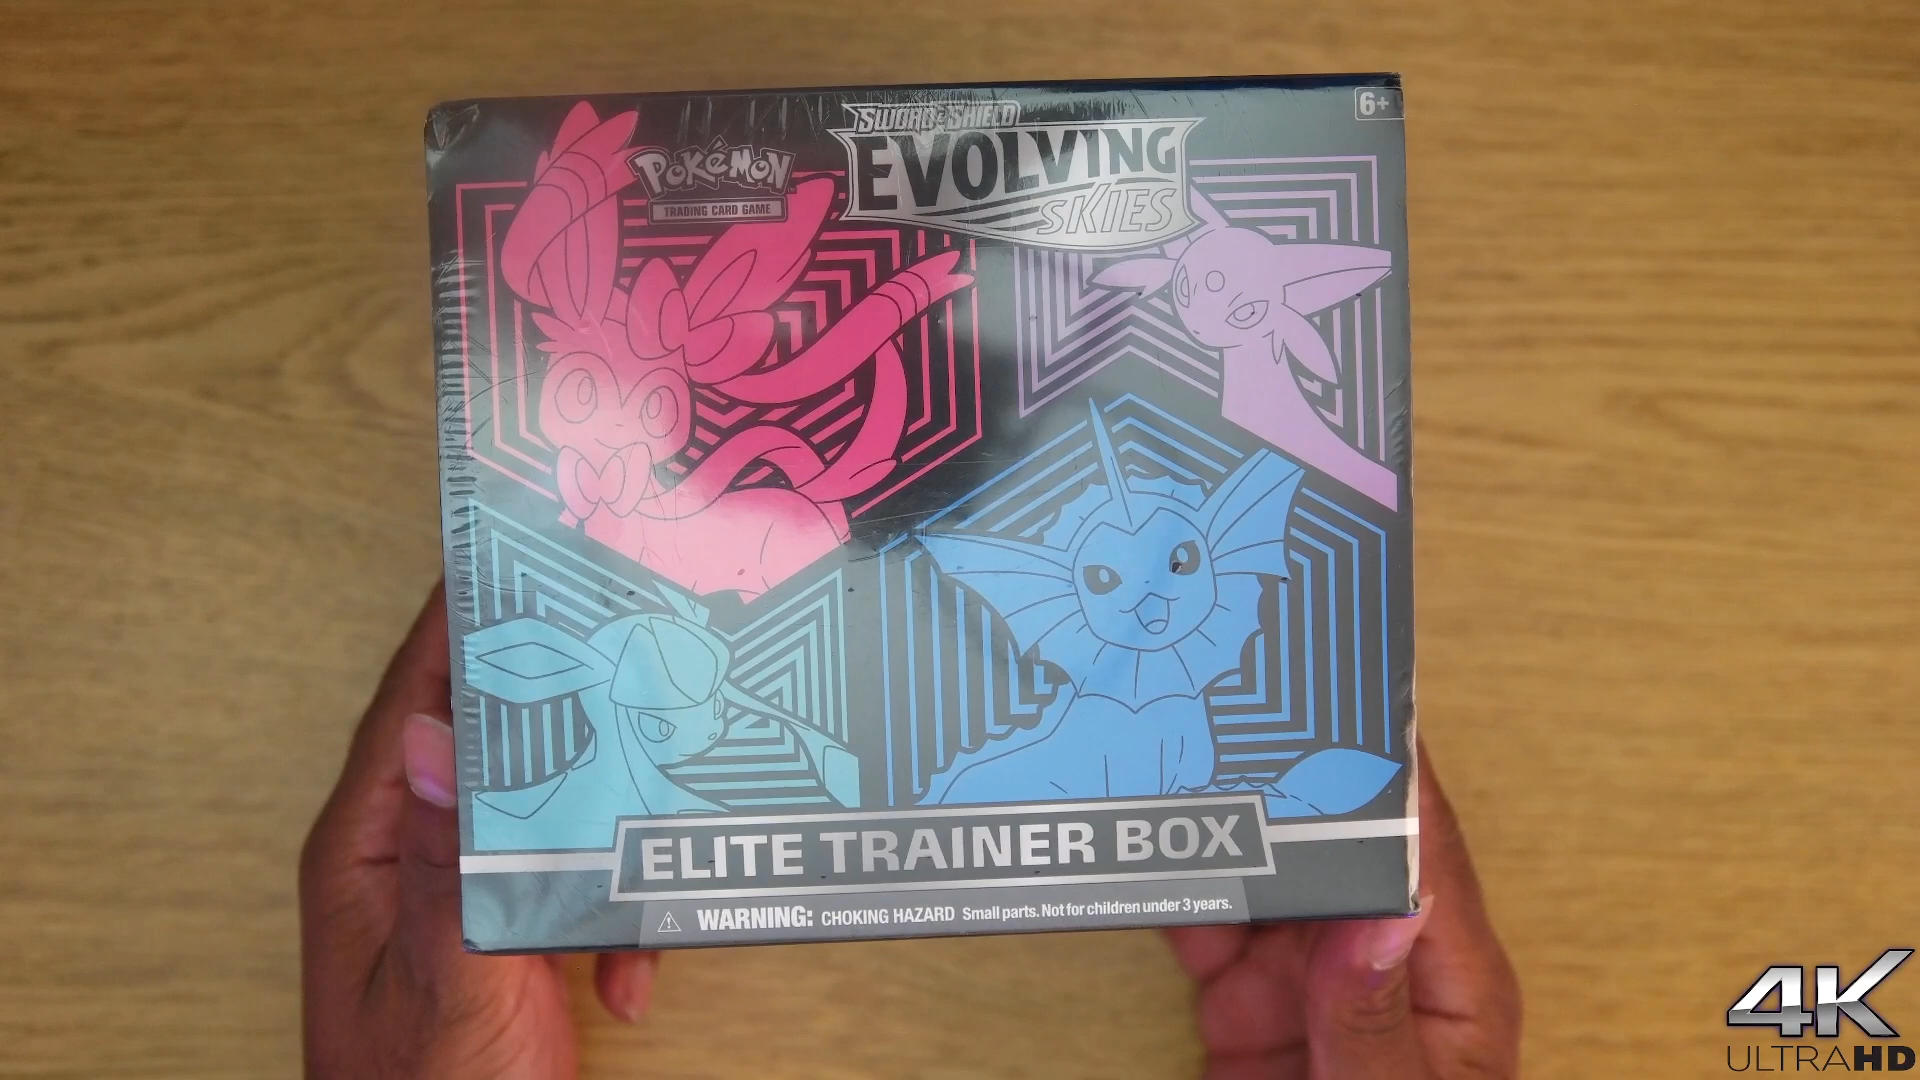 SWORD & SHIELD
6+
POKéMON
EVOLVING
TRADING CARD GAME
SKIES
ELITE TRAINER BOX
WARNING: CHOKING HAZARD Small parts. Not for children under 3 years.
4K
ULTRAHD